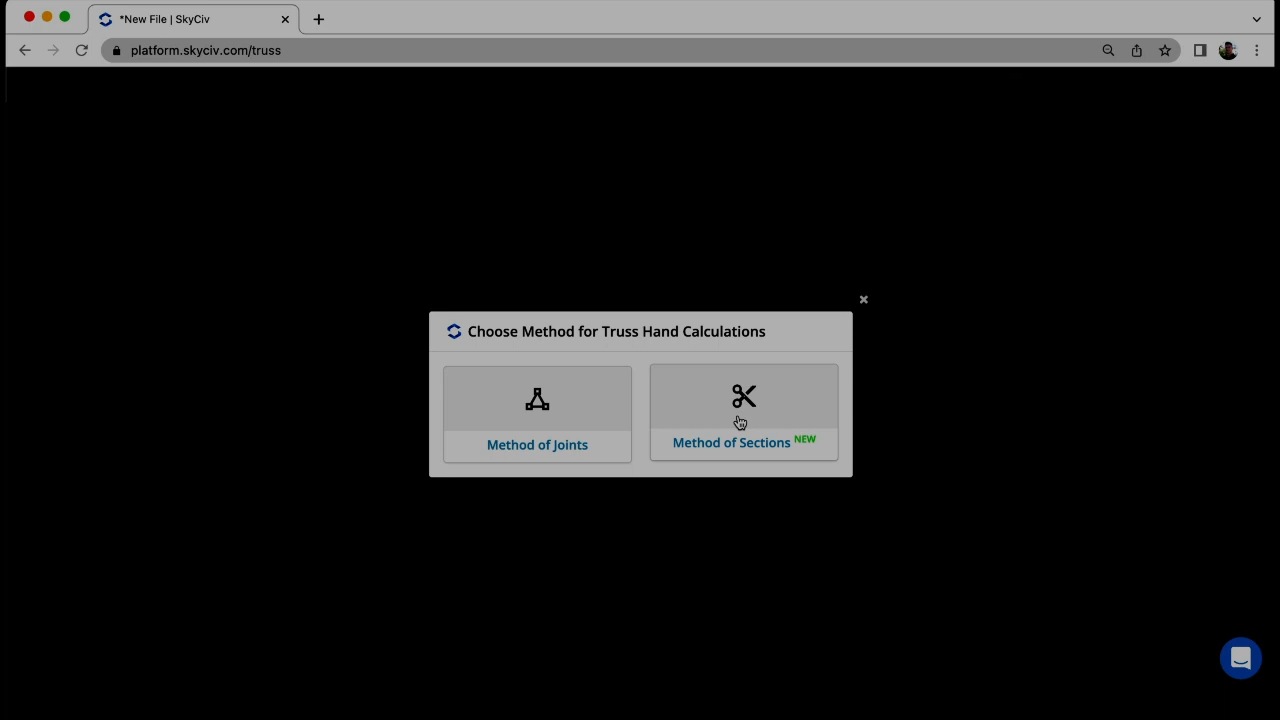 *New File | SkyCiv
platform.skyciv.com/truss
Choose Method for Truss Hand Calculations
Method of Joints
Method of Sections NEW